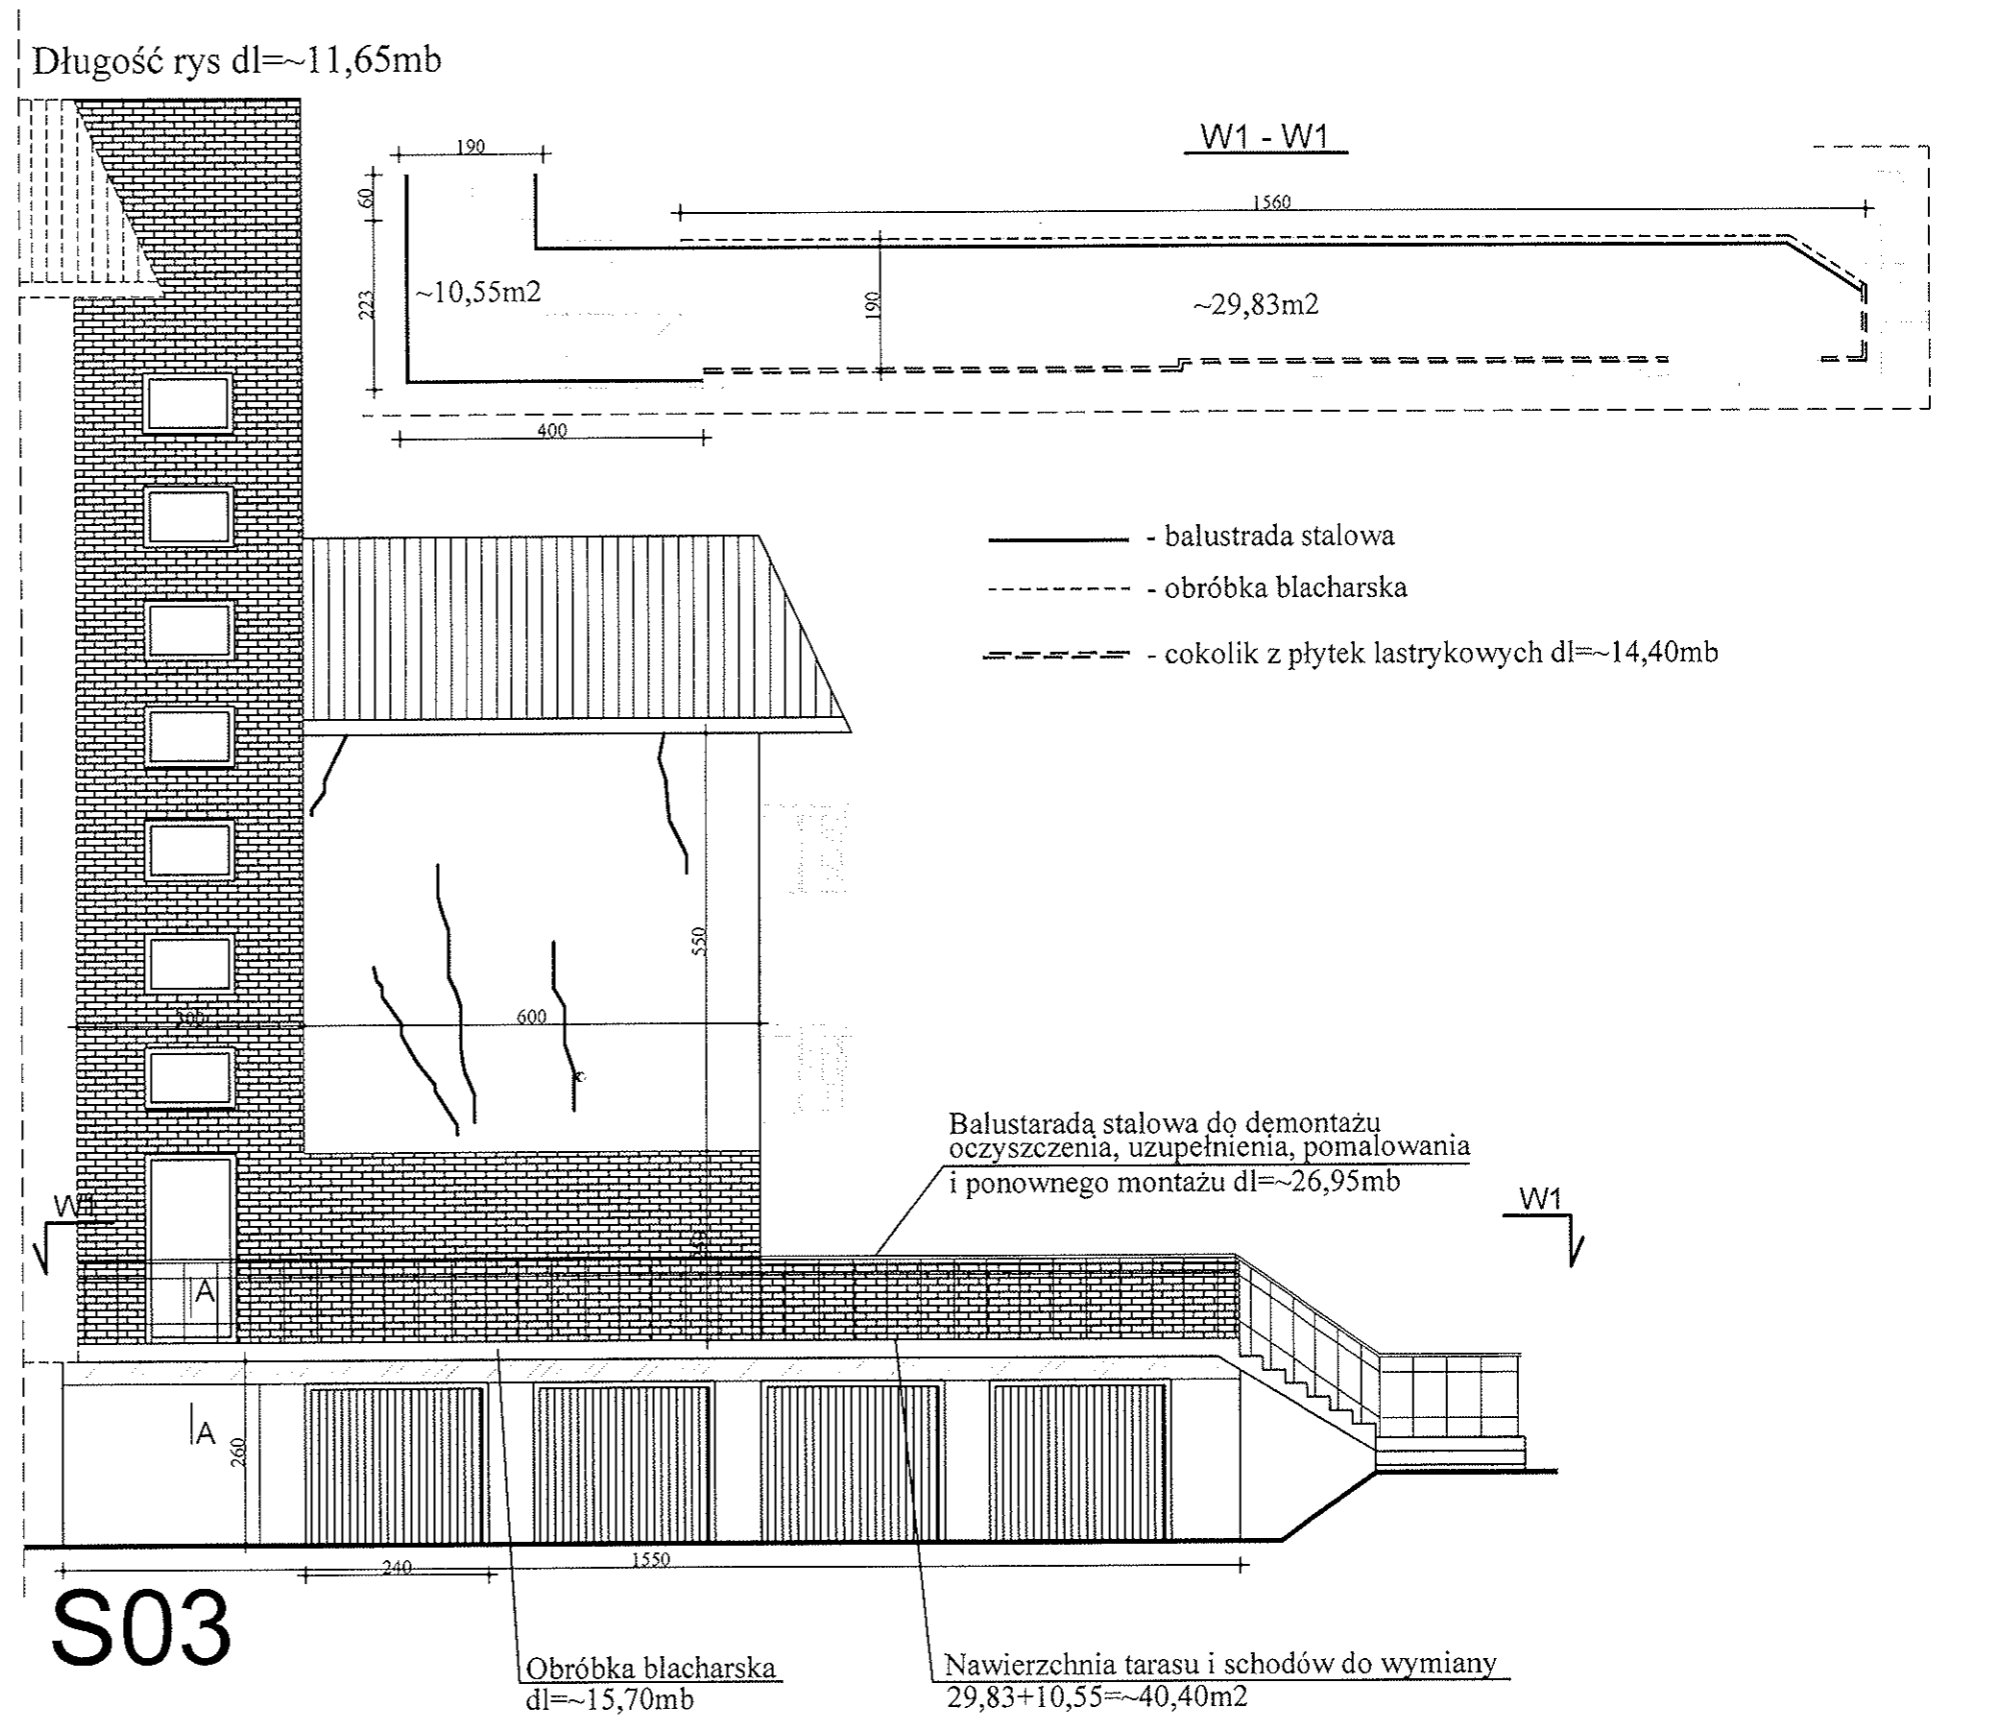 Długość rys dl=~11,65mb
W1 - W1
190
60
1560
223
~10,55m2
190
~29,83m2
400
- balustrada stalowa
- obróbka blacharska
- cokolik z płytek lastrykowych dl=~14,40mb
550
300
600
Balustarada stalowa do demontażu
oczyszczenia, uzupełnienia, pomalowania
i ponownego montażu dl=~26,95mb
W1
W1
A
A
260
240
1550
S03
Obróbka blacharska
dl=~15,70mb
Nawierzchnia tarasu i schodów do wymiany
29,83+10,55=~40,40m2